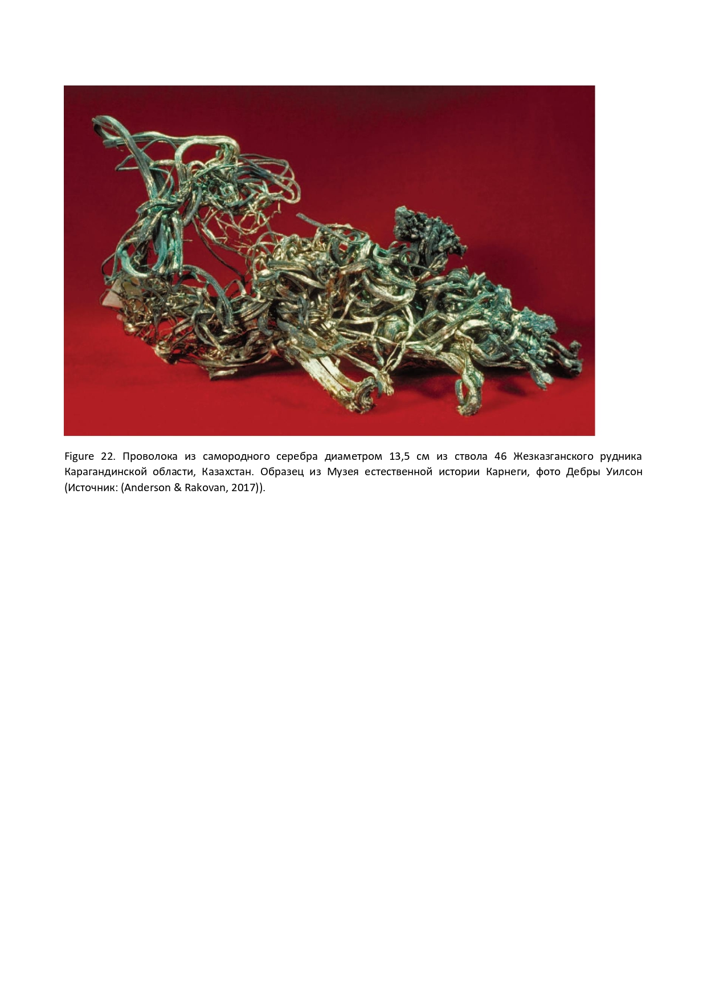 Figure 22. Проволока из самородного серебра диаметром 13,5 см из ствола 46 Жезказганского рудника
Карагандинской области, Казахстан. Образец из Музея естественной истории Карнеги, фото Дебры Уилсон
(Источник: (Anderson & Rakovan, 2017)).